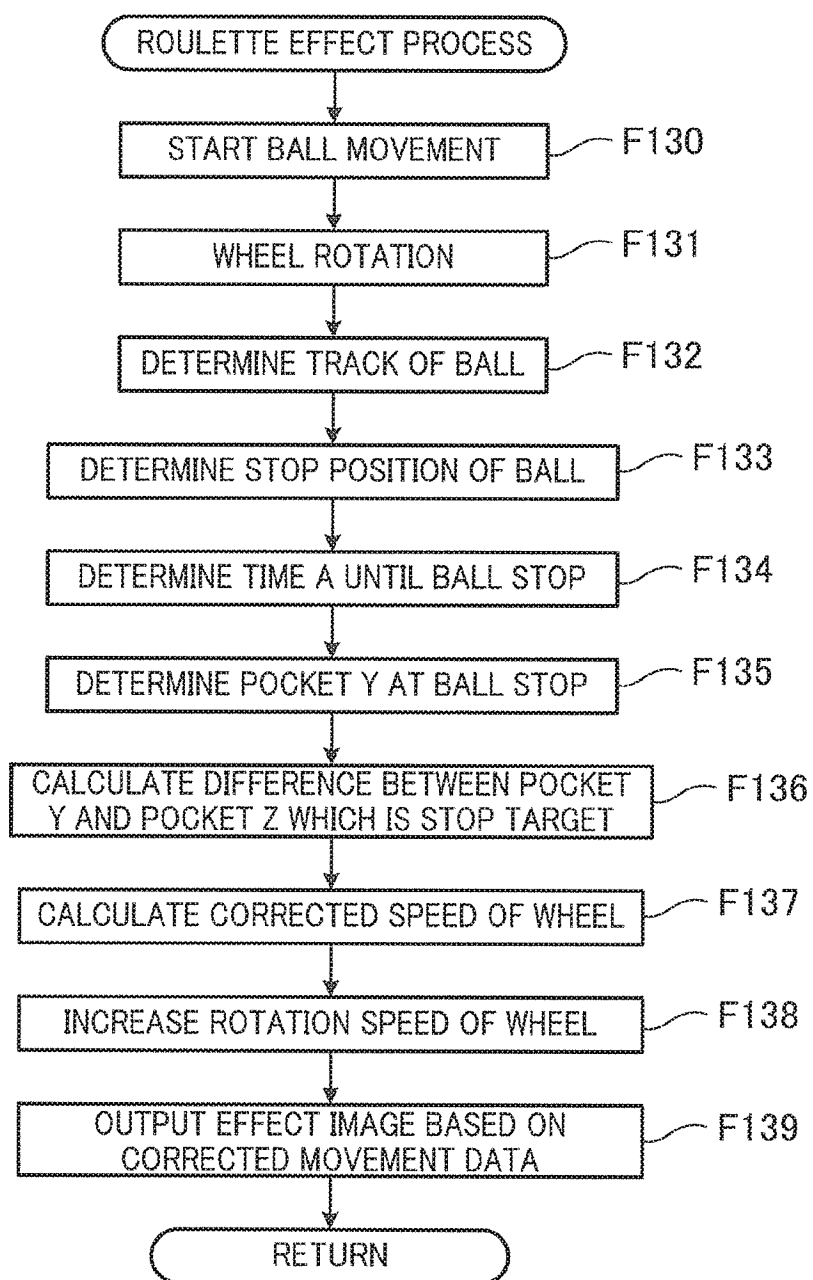 ROULETTE EFFECT PROCESS
START BALL MOVEMENT
F130
WHEEL ROTATION
F131
DETERMINE TRACK OF BALL
F132
DETERMINE STOP POSITION OF BALL
F133
DETERMINE TIME A UNTIL BALL STOP
F134
DETERMINE POCKET Y AT BALL STOP
F135
CALCULATE DIFFERENCE BETWEEN POCKET
Y AND POCKET Z WHICH IS STOP TARGET
F136
CALCULATE CORRECTED SPEED OF WHEEL
F137
INCREASE ROTATION SPEED OF WHEEL
F138
OUTPUT EFFECT IMAGE BASED ON
CORRECTED MOVEMENT DATA
F139
RETURN